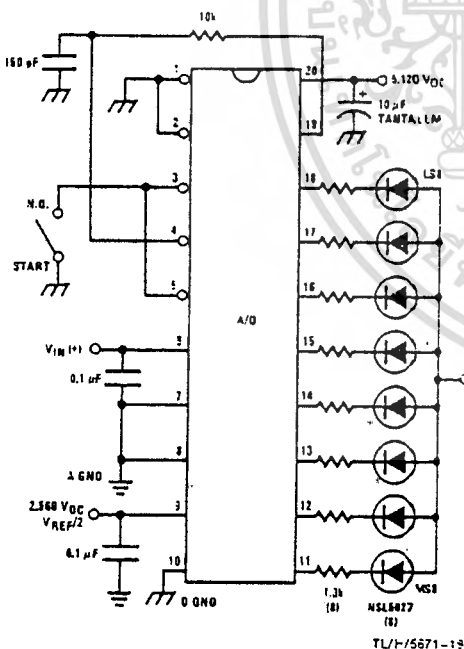 10k
150 pF
1
20
5.120 VDC
+
10 µF
TANTALUM
2
19
3
18
LSB
N.O.
4
17
START
5
16
A/D
VIN (+)
6
15
0.1 µF
7
14
8
13
A GND
2.560 VDC
VREF/2
9
12
0.1 µF
10
11
D GND
1.3k
(8)
NSL5027
(8)
MSB
TL/H/5671-19